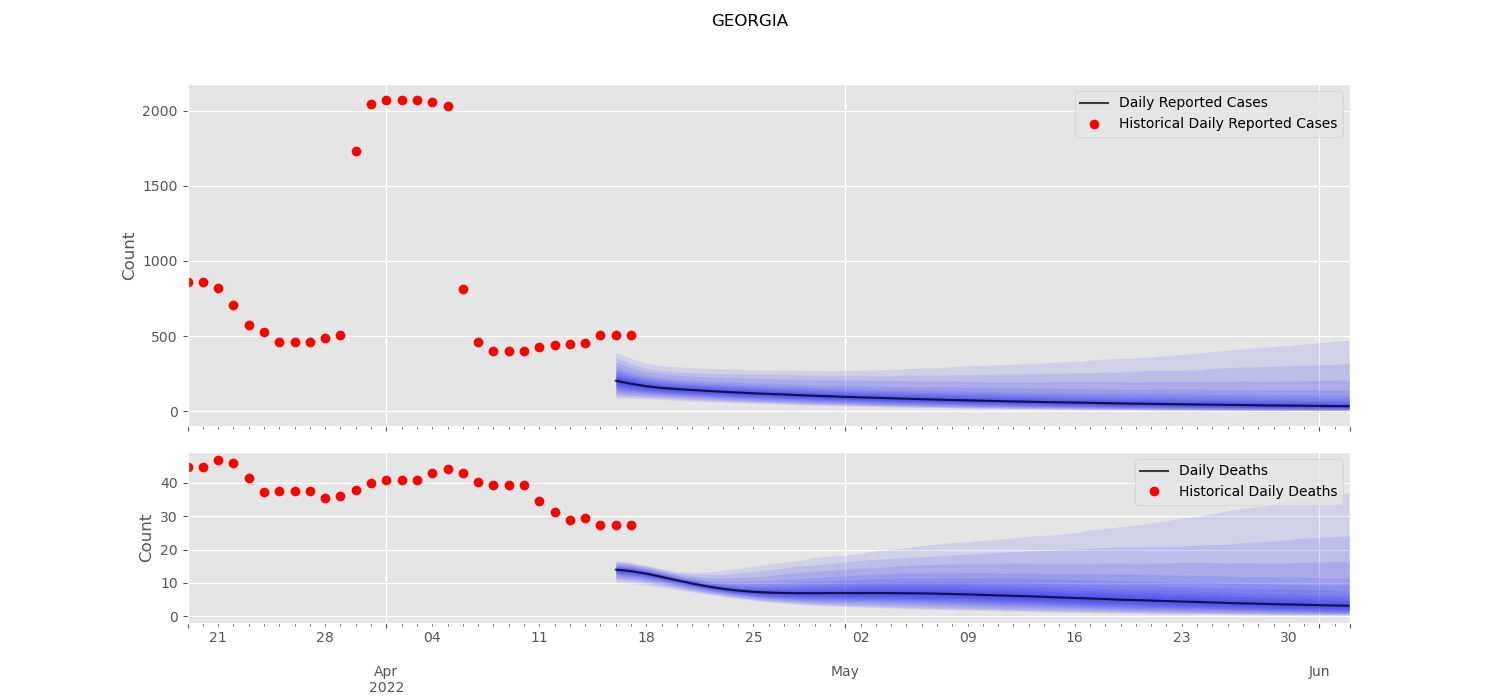 GEORGIA
Daily Reported Cases
Historical Daily Reported Cases
2000
1500
1000
500
0
Count
Daily Deaths
Historical Daily Deaths
40
30
20
10
0
Count
21 28 04 11 18 25 02 09 16 23 30
Apr May Jun
2022